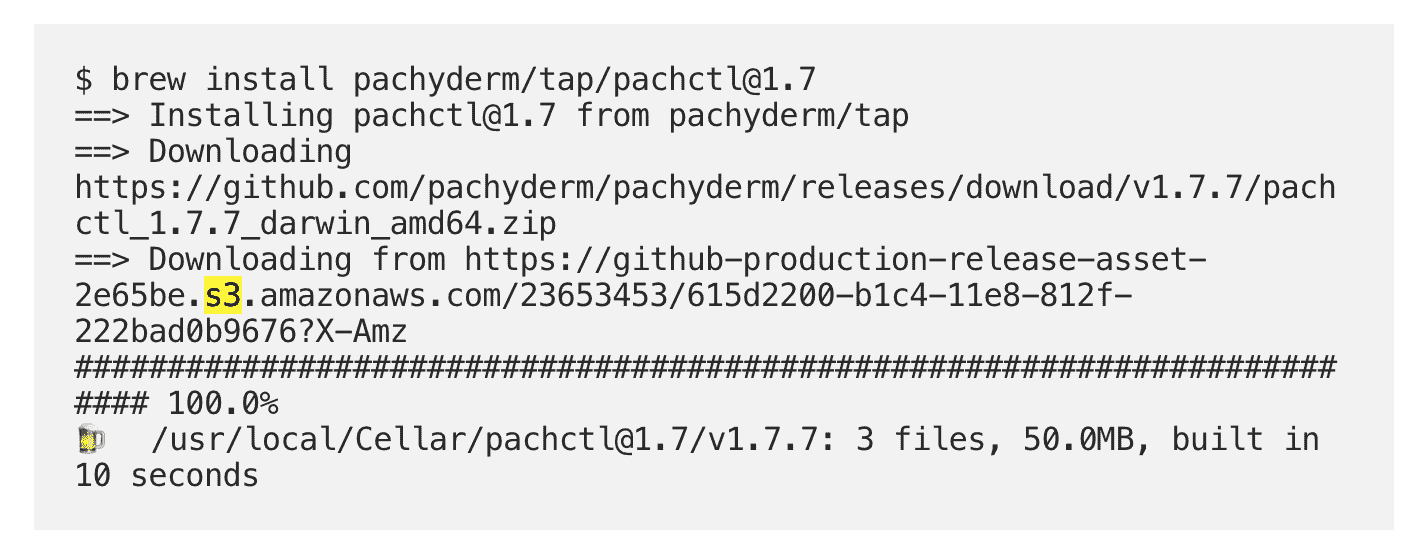 $ brew install pachyderm/tap/pachctl@1.7
==> Installing pachctl@1.7 from pachyderm/tap
==> Downloading
https://github.com/pachyderm/pachyderm/releases/download/v1.7.7/pach
ctl_1.7.7_darwin_amd64.zip
==> Downloading from https://github-production-release-asset-
2e65be.s3.amazonaws.com/23653453/615d2200-b1c4-11e8-812f-
222bad0b9676?X-Amz
####################################################################
#### 100.0%
🍺  /usr/local/Cellar/pachctl@1.7/v1.7.7: 3 files, 50.0MB, built in
10 seconds